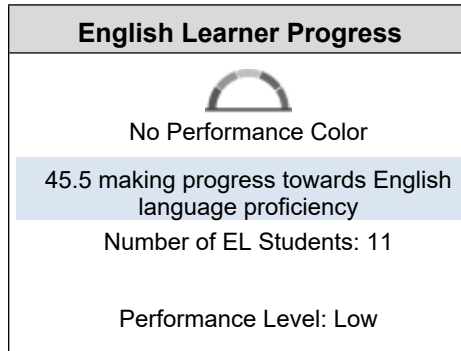 English Learner Progress
No Performance Color
45.5 making progress towards English
language proficiency
Number of EL Students: 11
Performance Level: Low